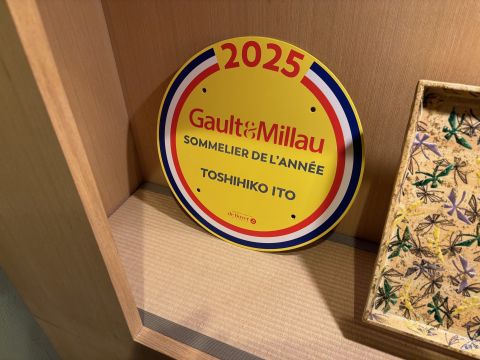 2025
Gault&Millau
SOMMELIER DE L'ANNÉE
TOSHIHIKO ITO